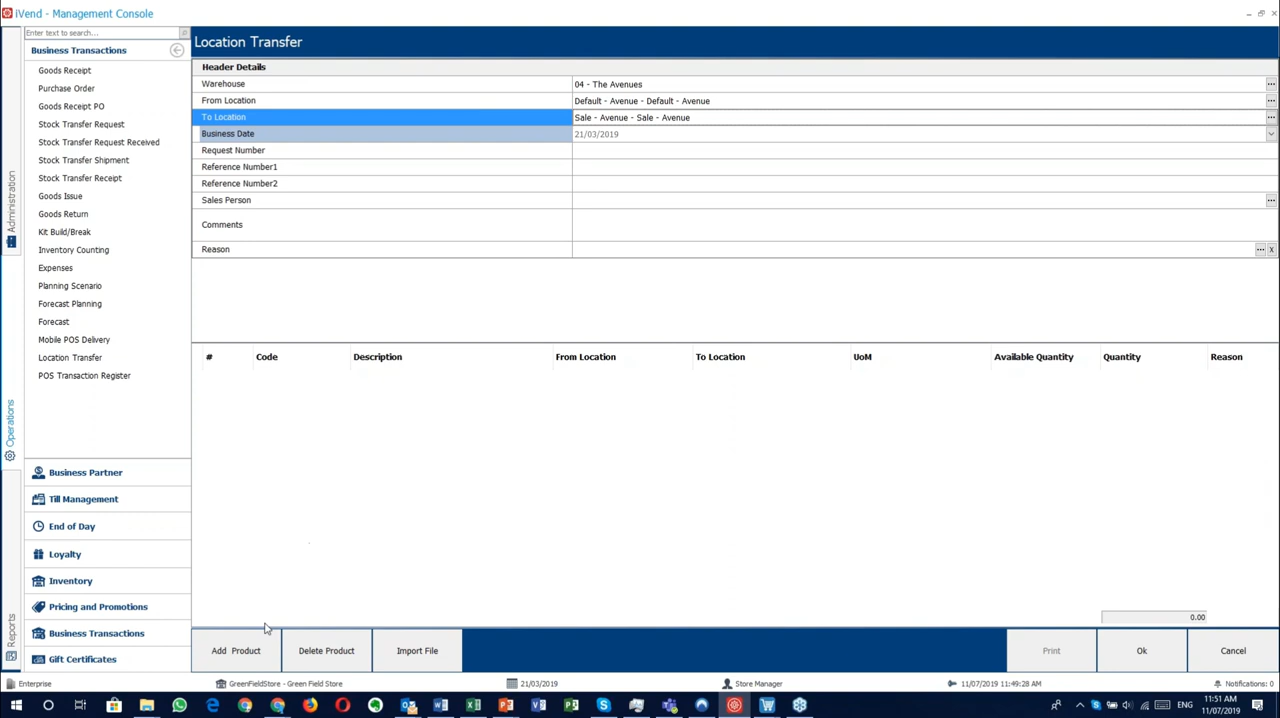 iVend - Management Console
Enter text to search...
Business Transactions
Goods Receipt
Purchase Order
Goods Receipt PO
Stock Transfer Request
Stock Transfer Request Received
Stock Transfer Shipment
Stock Transfer Receipt
Goods Issue
Goods Return
Kit Build/Break
Inventory Counting
Expenses
Planning Scenario
Forecast Planning
Forecast
Mobile POS Delivery
Location Transfer
POS Transaction Register
Business Partner
Till Management
End of Day
Loyalty
Inventory
Pricing and Promotions
Business Transactions
Gift Certificates
Administration
Operations
Reports
Location Transfer
Header Details
Warehouse 04 - The Avenues
From Location Default - Avenue - Default - Avenue
To Location Sale - Avenue - Sale - Avenue
Business Date 21/03/2019
Request Number
Reference Number1
Reference Number2
Sales Person
Comments
Reason x
# Code Description From Location To Location UoM Available Quantity Quantity Reason
0.00
Add Product Delete Product Import File Print Ok Cancel
Enterprise GreenFieldStore - Green Field Store 21/03/2019 Store Manager 11/07/2019 11:49:28 AM Notifications: 0
ENG 11:51 AM
11/07/2019